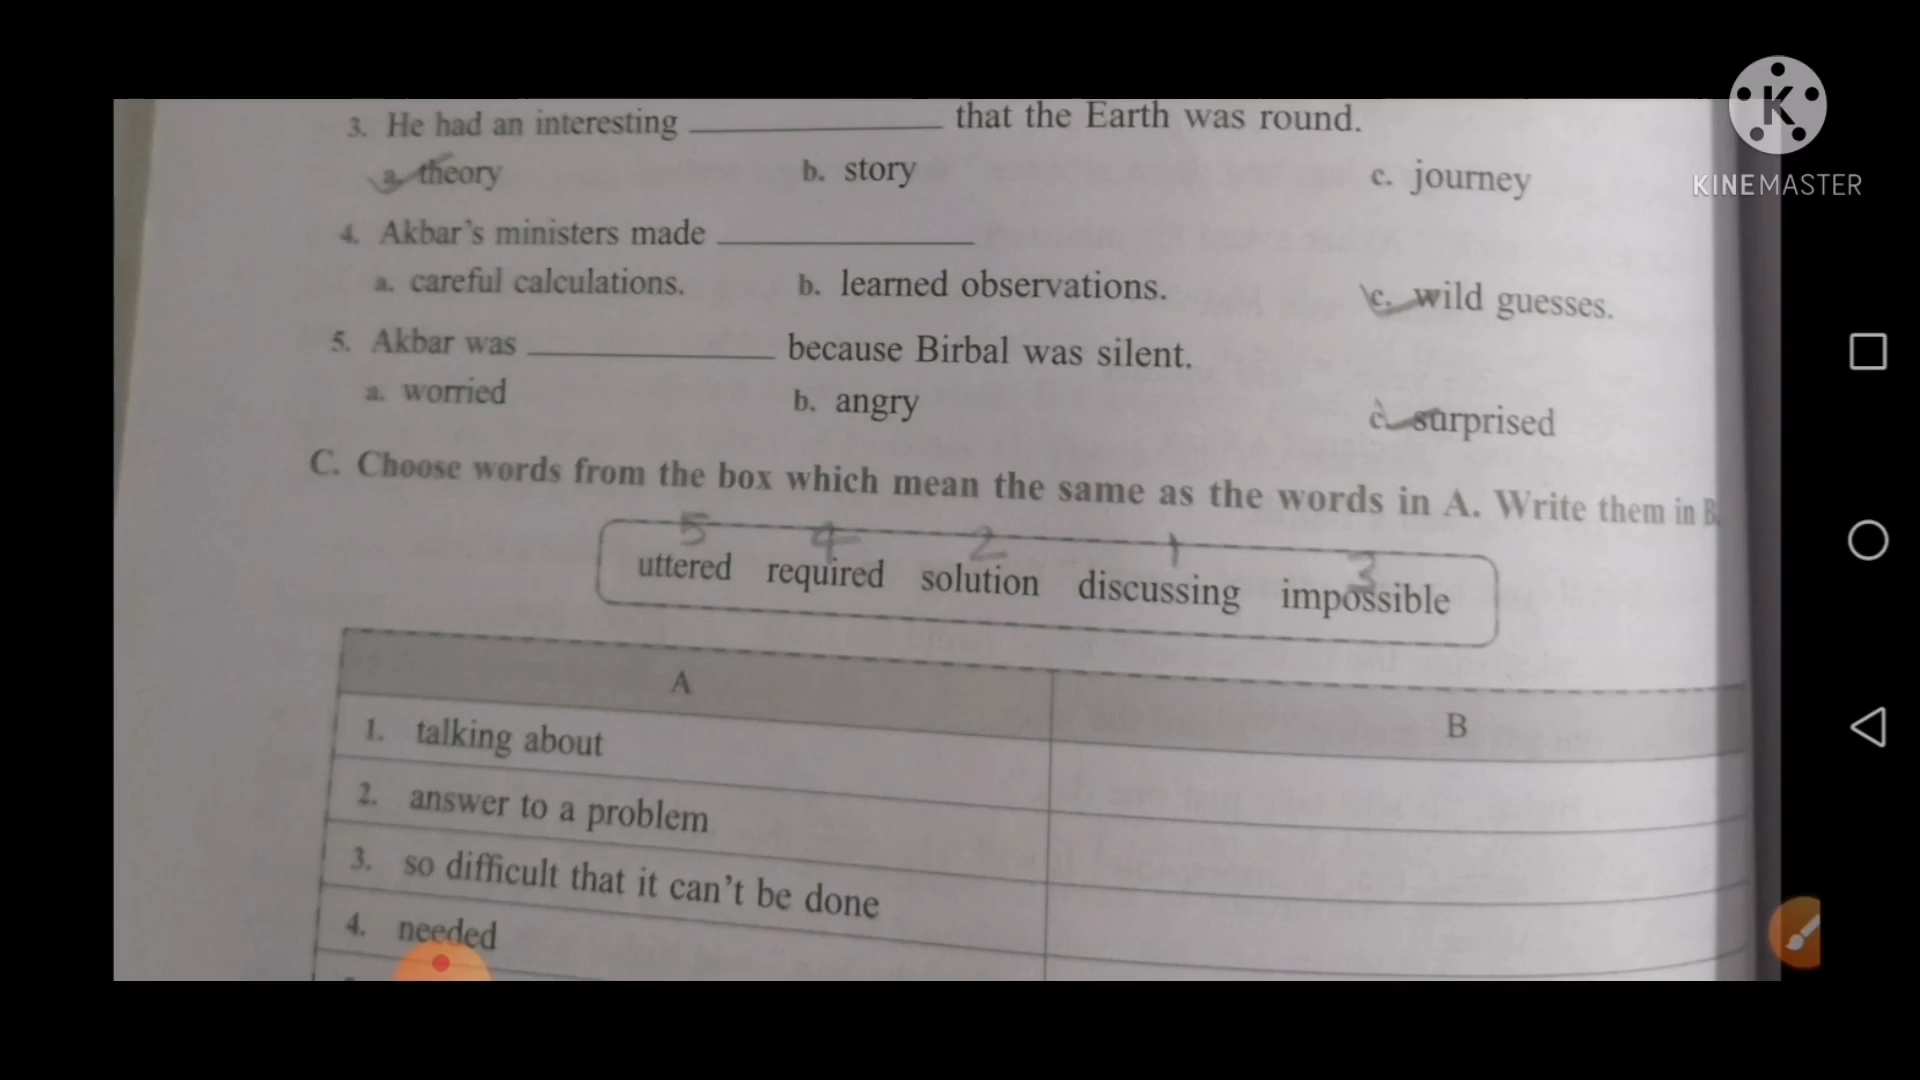 3. He had an interesting ____________ that the Earth was round.
a. theory b. story c. journey
4. Akbar's ministers made ____________
a. careful calculations. b. learned observations. c. wild guesses.
5. Akbar was ____________ because Birbal was silent.
a. worried b. angry c. surprised
C. Choose words from the box which mean the same as the words in A. Write them in B.
5 4 2 1 3
uttered required solution discussing impossible
A B
1. talking about
2. answer to a problem
3. so difficult that it can't be done
4. needed
K
KINEMASTER